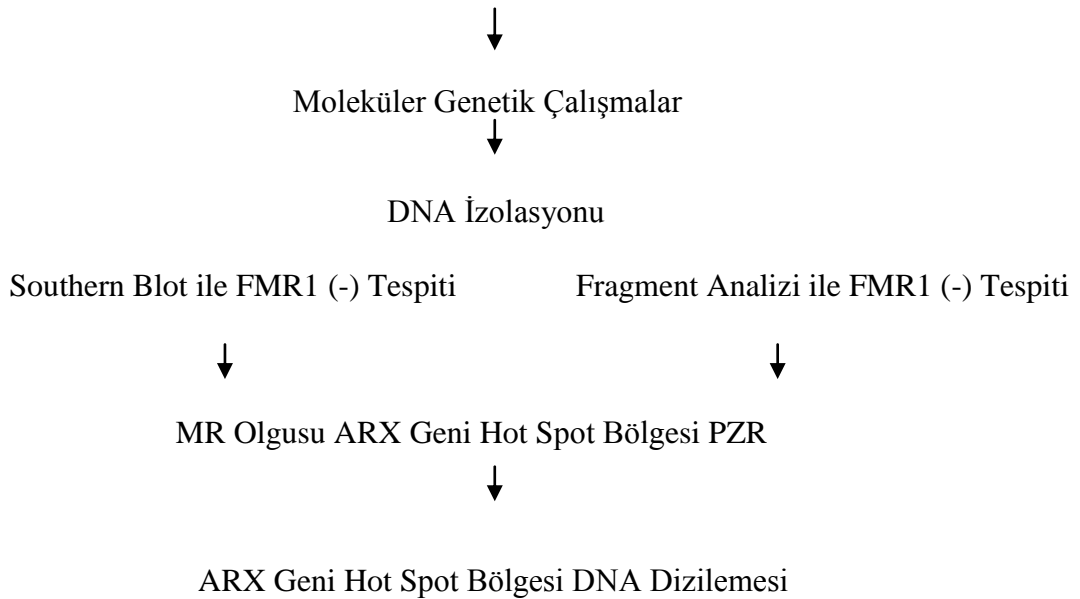 Moleküler Genetik Çalışmalar
DNA İzolasyonu
Southern Blot ile FMR1 (-) Tespiti
Fragment Analizi ile FMR1 (-) Tespiti
MR Olgusu ARX Geni Hot Spot Bölgesi PZR
ARX Geni Hot Spot Bölgesi DNA Dizilemesi